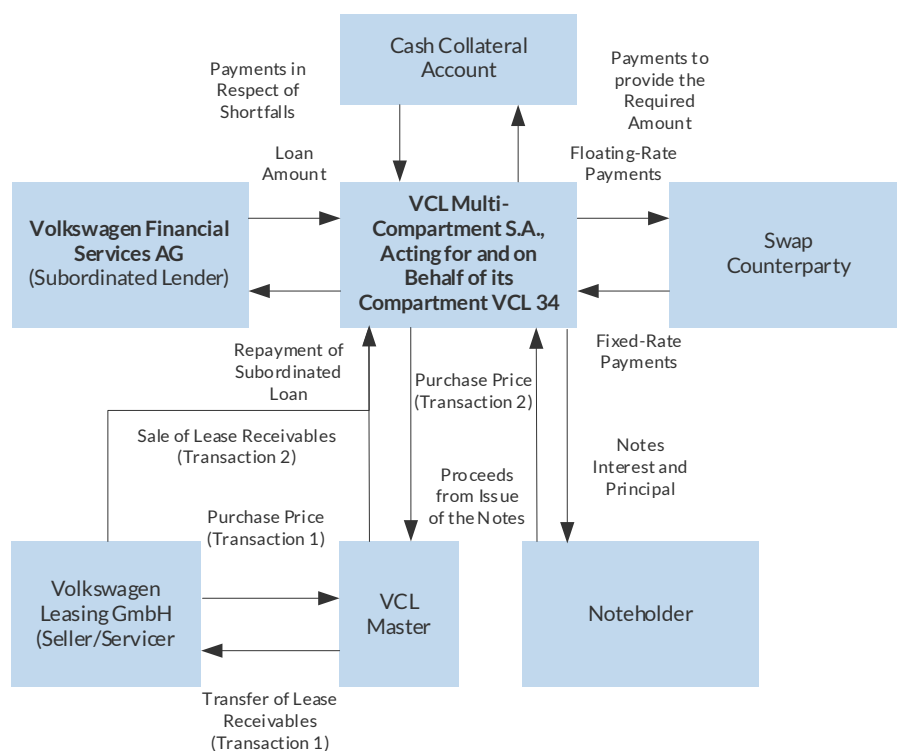 Cash Collateral
Account
Payments in
Respect of
Shortfalls
Payments to
provide the
Required
Amount
Loan
Amount
Floating-Rate
Payments
Volkswagen Financial
Services AG
(Subordinated Lender)
VCL Multi-
Compartment S.A.,
Acting for and on
Behalf of its
Compartment VCL 34
Swap
Counterparty
Repayment of
Subordinated
Loan
Purchase Price
(Transaction 2)
Fixed-Rate
Payments
Sale of Lease Receivables
(Transaction 2)
Proceeds
from Issue
of the Notes
Notes
Interest and
Principal
Purchase Price
(Transaction 1)
Volkswagen
Leasing GmbH
(Seller/Servicer
VCL
Master
Noteholder
Transfer of Lease
Receivables
(Transaction 1)